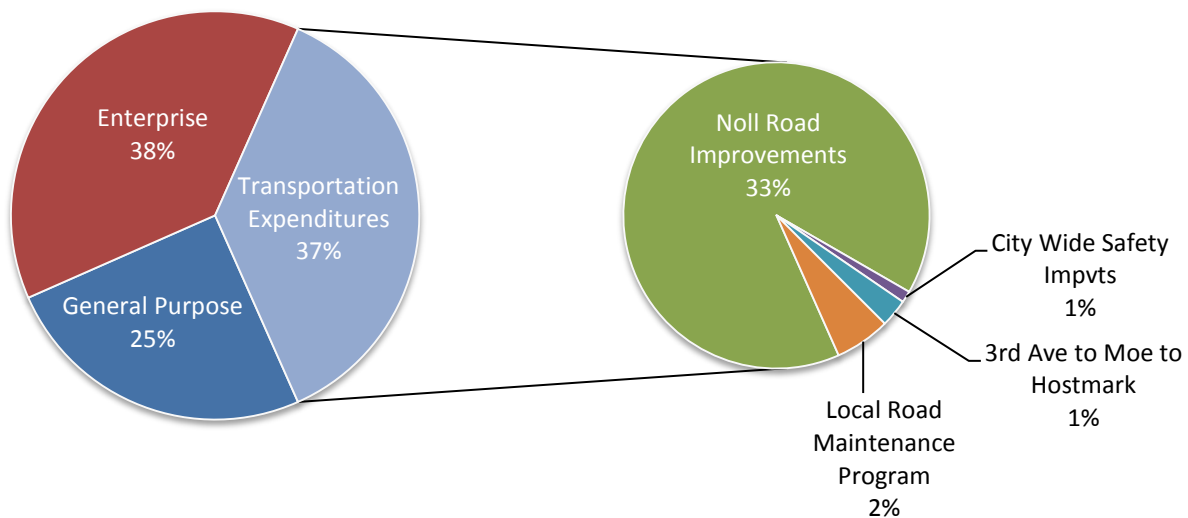 Enterprise
38%
Transportation
Expenditures
37%
General Purpose
25%
Noll Road
Improvements
33%
City Wide Safety
Impvts
1%
3rd Ave to Moe to
Hostmark
1%
Local Road
Maintenance
Program
2%